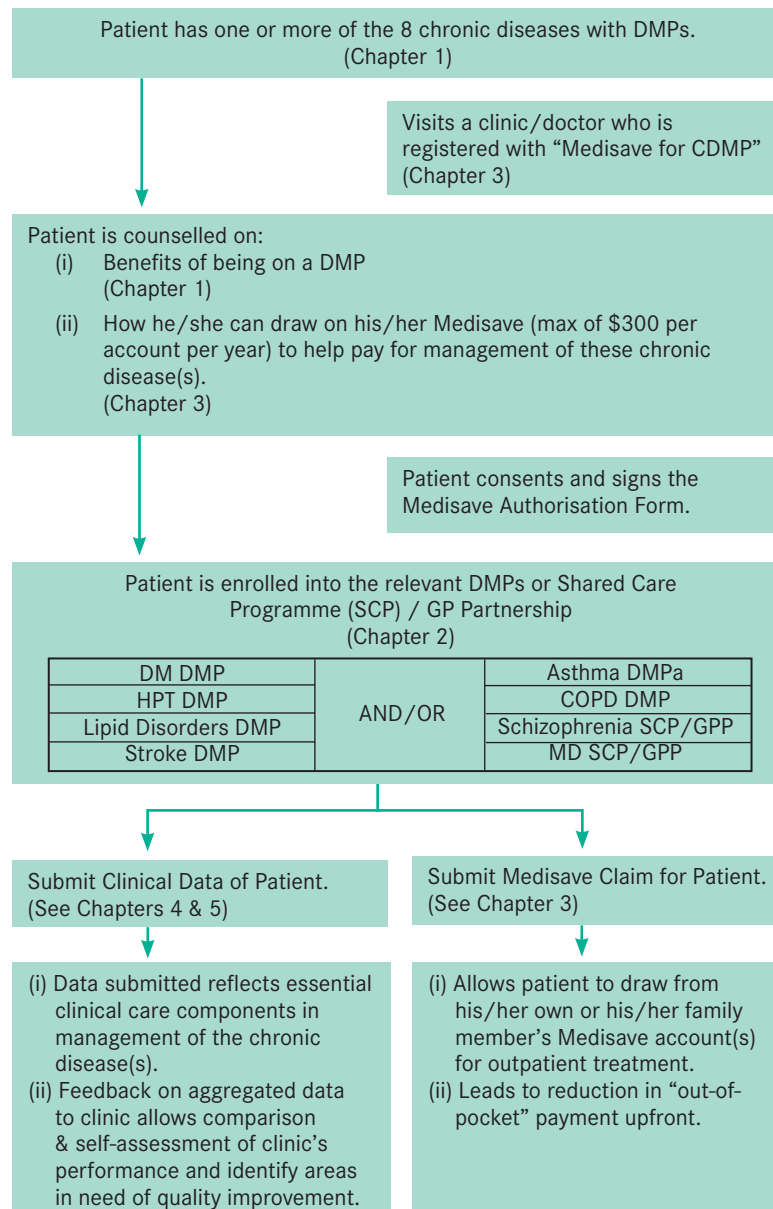 Patient has one or more of the 8 chronic diseases with DMPs.
(Chapter 1)
Visits a clinic/doctor who is
registered with “Medisave for CDMP”
(Chapter 3)
Patient is counselled on:
(i) Benefits of being on a DMP
(Chapter 1)
(ii) How he/she can draw on his/her Medisave (max of $300 per
account per year) to help pay for management of these chronic
disease(s).
(Chapter 3)
Patient consents and signs the
Medisave Authorisation Form.
Patient is enrolled into the relevant DMPs or Shared Care
Programme (SCP) / GP Partnership
(Chapter 2)
DM DMP
HPT DMP
Lipid Disorders DMP
Stroke DMP
AND/OR
Asthma DMPa
COPD DMP
Schizophrenia SCP/GPP
MD SCP/GPP
Submit Clinical Data of Patient.
(See Chapters 4 & 5)
(i) Data submitted reflects essential
clinical care components in
management of the chronic
disease(s).
(ii) Feedback on aggregated data
to clinic allows comparison
& self-assessment of clinic’s
performance and identify areas
in need of quality improvement.
Submit Medisave Claim for Patient.
(See Chapter 3)
(i) Allows patient to draw from
his/her own or his/her family
member’s Medisave account(s)
for outpatient treatment.
(ii) Leads to reduction in “out-of-
pocket” payment upfront.